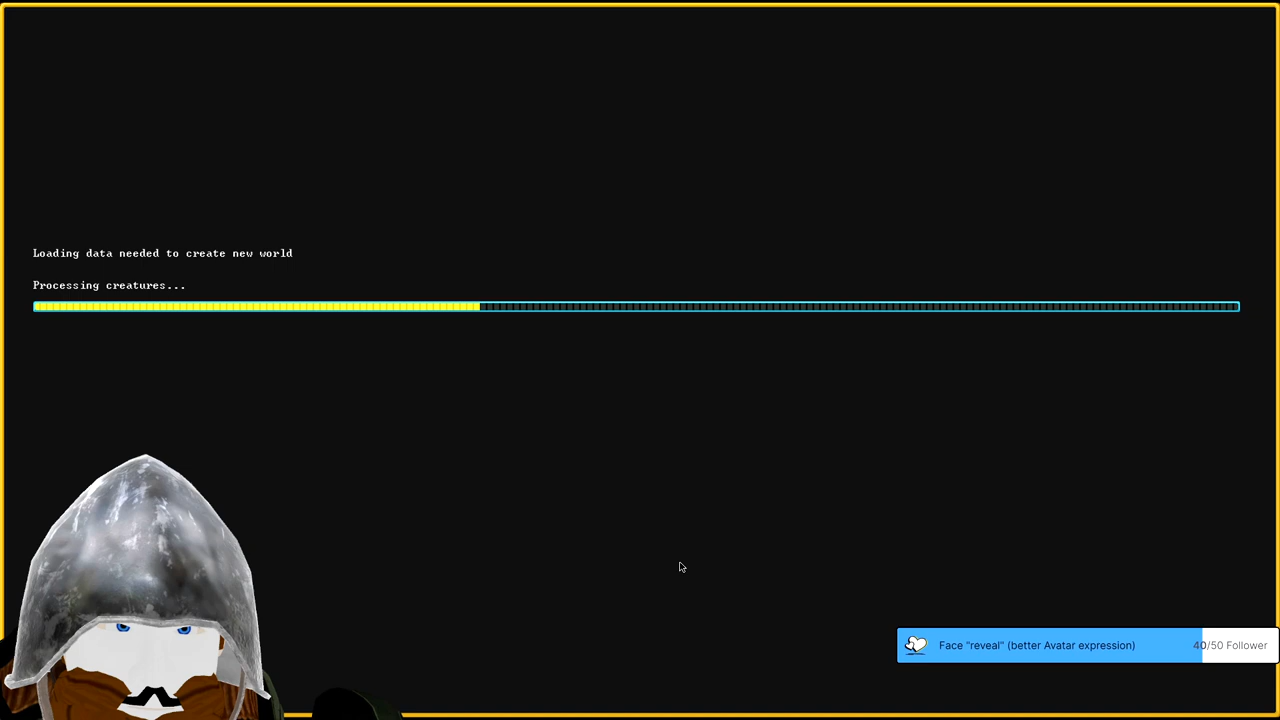 Loading data needed to create new world
Processing creatures...
Face "reveal" (better Avatar expression) 40/50 Follower